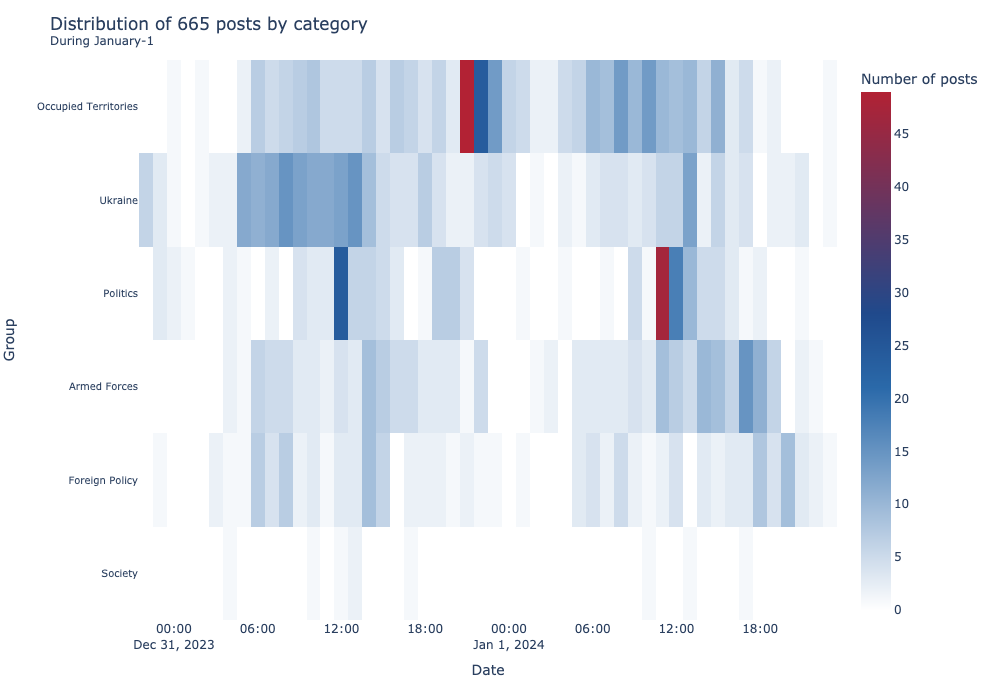 Distribution of 665 posts by category
During January-1
Number of posts
Occupied Territories
Ukraine
Politics
Armed Forces
Foreign Policy
Society
Group
45
40
35
30
25
20
15
10
5
0
00:00 06:00 12:00 18:00 00:00 06:00 12:00 18:00
Dec 31, 2023 Jan 1, 2024
Date